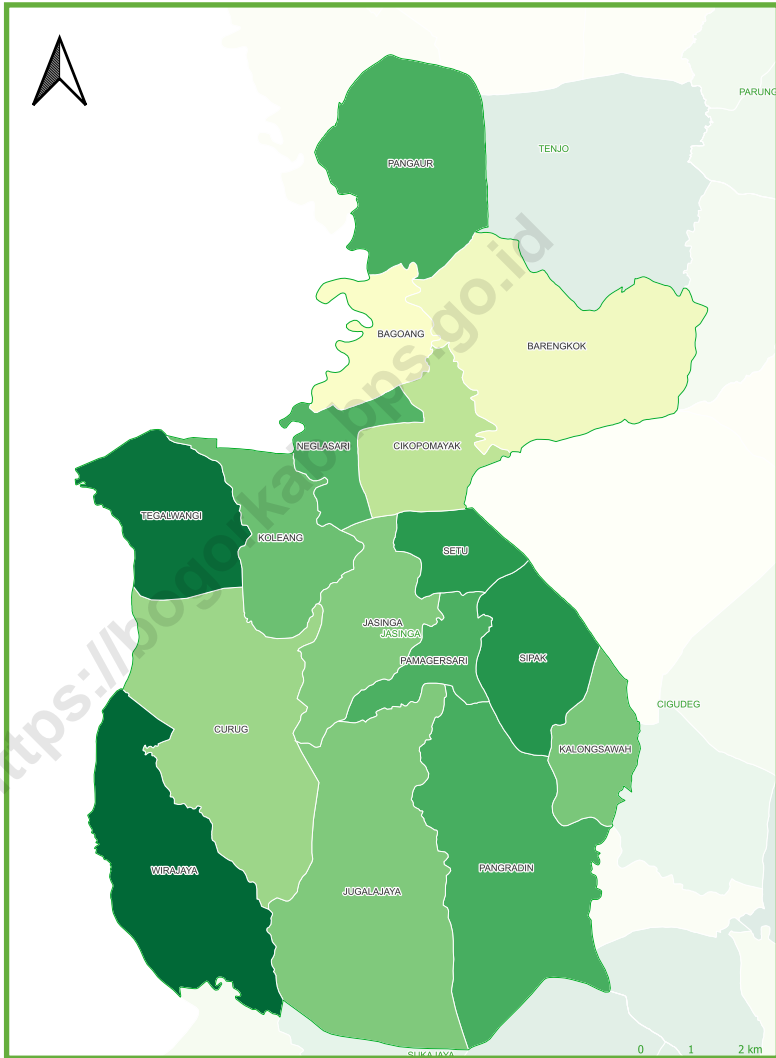 PARUNG
TENJO
PANGAUR
BAGOANG
BARENGKOK
NEGLASARI
CIKOPOMAYAK
TEGALWANGI
KOLEANG
SETU
JASINGA
JASINGA
PAMAGERSARI
SIPAK
CIGUDEG
CURUG
KALONGSAWAH
WIRAJAYA
PANGRADIN
JUGALAJAYA
SUKAJAYA
0 1 2 km
https://bogorkab.bps.go.id